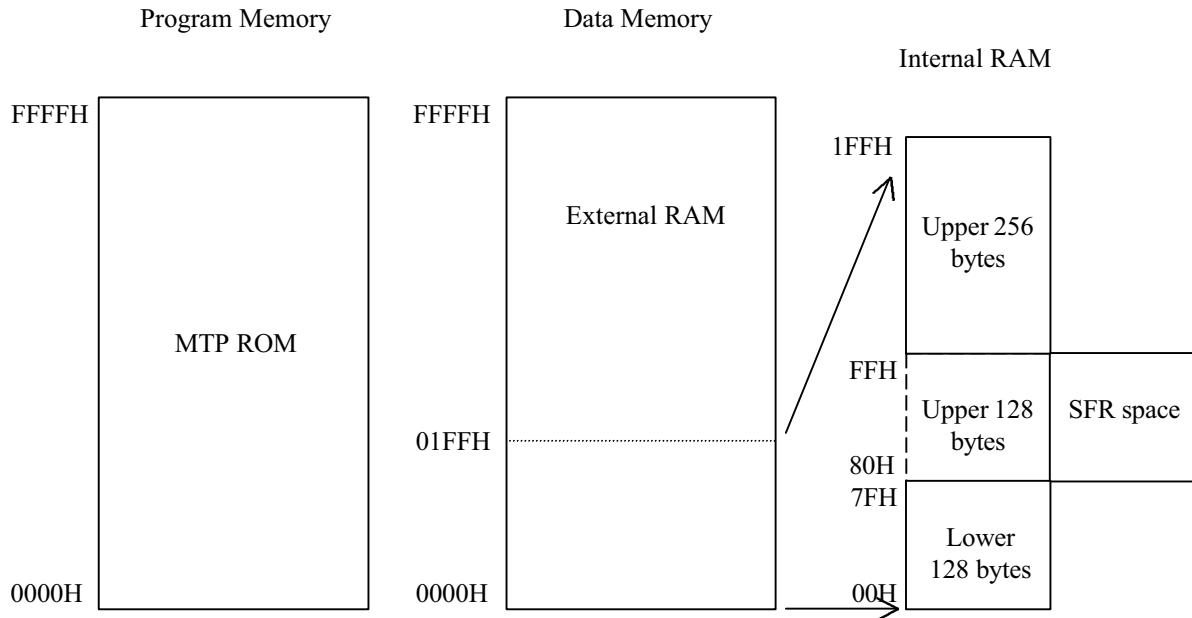 Program Memory
Data Memory
Internal RAM
FFFFH
MTP ROM
0000H
FFFFH
External RAM
01FFH
0000H
1FFH
Upper 256
bytes
FFH
Upper 128
bytes
SFR space
80H
7FH
Lower
128 bytes
00H